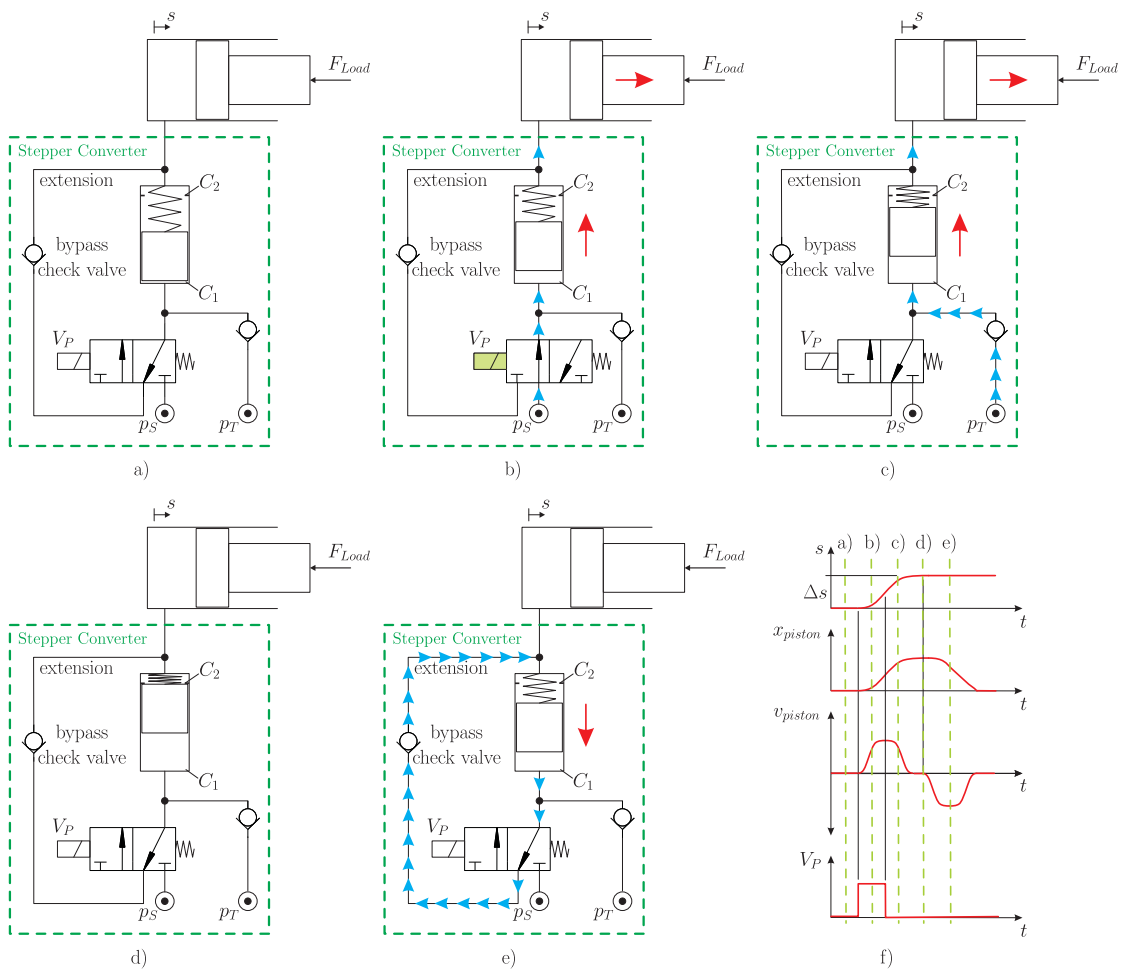 s
F_Load
Stepper Converter
extension
C_2
bypass
check valve
C_1
V_P
p_S
p_T
a)
s
F_Load
Stepper Converter
extension
C_2
bypass
check valve
C_1
V_P
p_S
p_T
b)
s
F_Load
Stepper Converter
extension
C_2
bypass
check valve
C_1
V_P
p_S
p_T
c)
s
F_Load
Stepper Converter
extension
C_2
bypass
check valve
C_1
V_P
p_S
p_T
d)
s
F_Load
Stepper Converter
extension
C_2
bypass
check valve
C_1
V_P
p_S
p_T
e)
s a) b) c) d) e)
Δs
t
x_piston
t
v_piston
t
V_P
t
f)